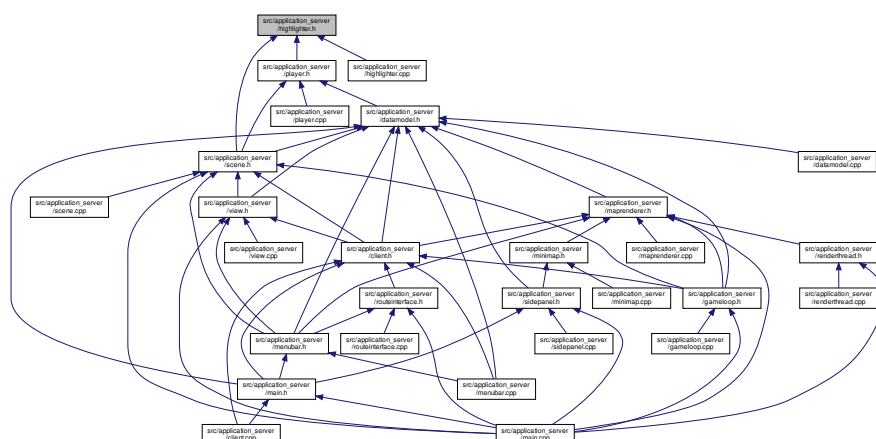 src/application_server
/highlighter.h
src/application_server
/player.h
src/application_server
/highlighter.cpp
src/application_server
/player.cpp
src/application_server
/datamodel.h
src/application_server
/scene.h
src/application_server
/datamodel.cpp
src/application_server
/scene.cpp
src/application_server
/view.h
src/application_server
/maprenderer.h
src/application_server
/view.cpp
src/application_server
/client.h
src/application_server
/minimap.h
src/application_server
/maprenderer.cpp
src/application_server
/renderthread.h
src/application_server
/routeinterface.h
src/application_server
/sidepanel.h
src/application_server
/minimap.cpp
src/application_server
/gameloop.h
src/application_server
/renderthread.cpp
src/application_server
/menubar.h
src/application_server
/routeinterface.cpp
src/application_server
/sidepanel.cpp
src/application_server
/gameloop.cpp
src/application_server
/main.h
src/application_server
/menubar.cpp
src/application_server
/client.cpp
src/application_server
/main.cpp